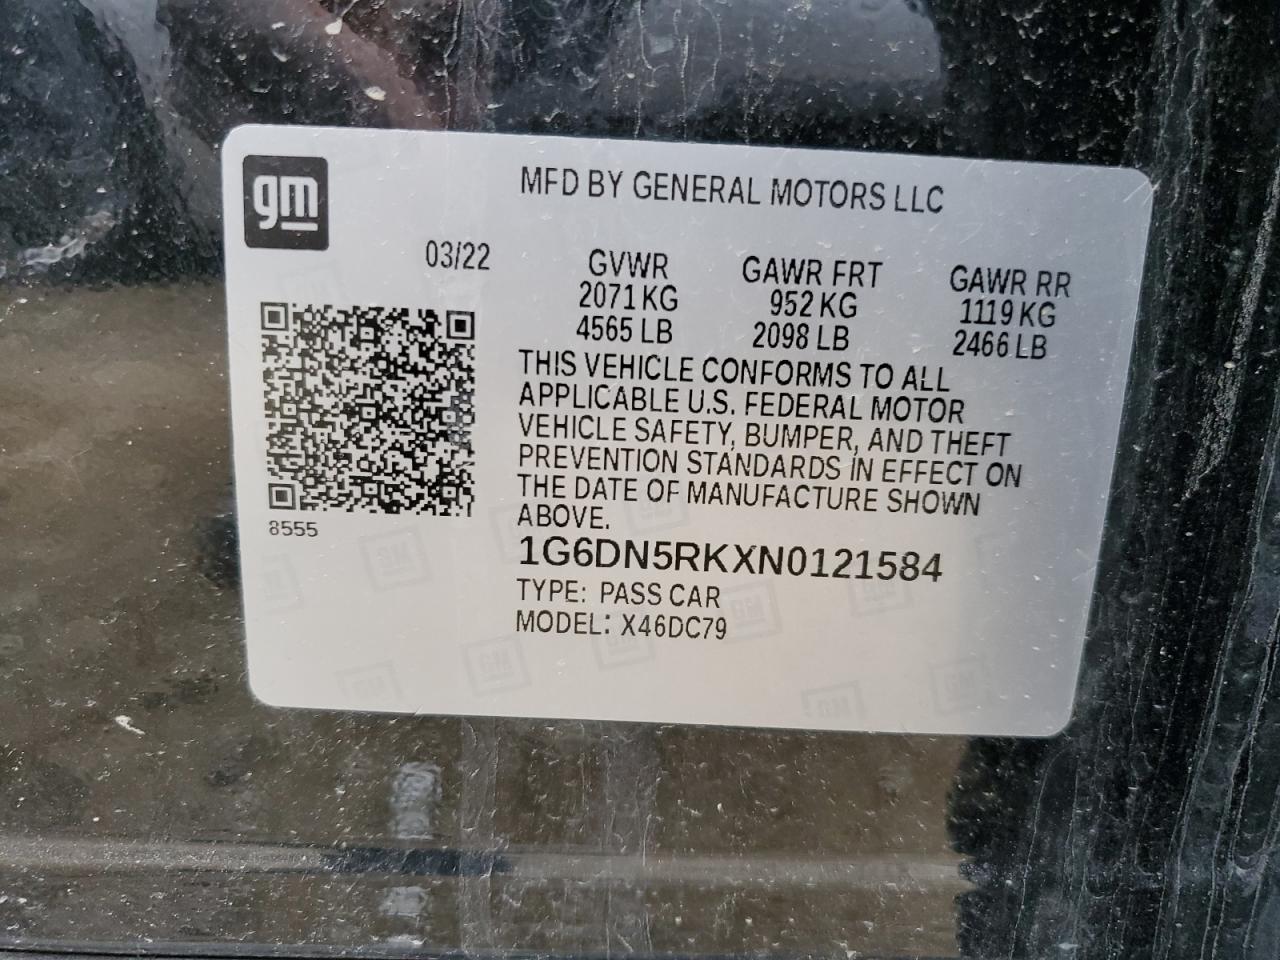 gm
MFD BY GENERAL MOTORS LLC
03/22
GVWR GAWR FRT GAWR RR
2071 KG 952 KG 1119 KG
4565 LB 2098 LB 2466 LB
THIS VEHICLE CONFORMS TO ALL
APPLICABLE U.S. FEDERAL MOTOR
VEHICLE SAFETY, BUMPER, AND THEFT
PREVENTION STANDARDS IN EFFECT ON
THE DATE OF MANUFACTURE SHOWN
ABOVE.
8555
1G6DN5RKXN0121584
TYPE: PASS CAR
MODEL: X46DC79